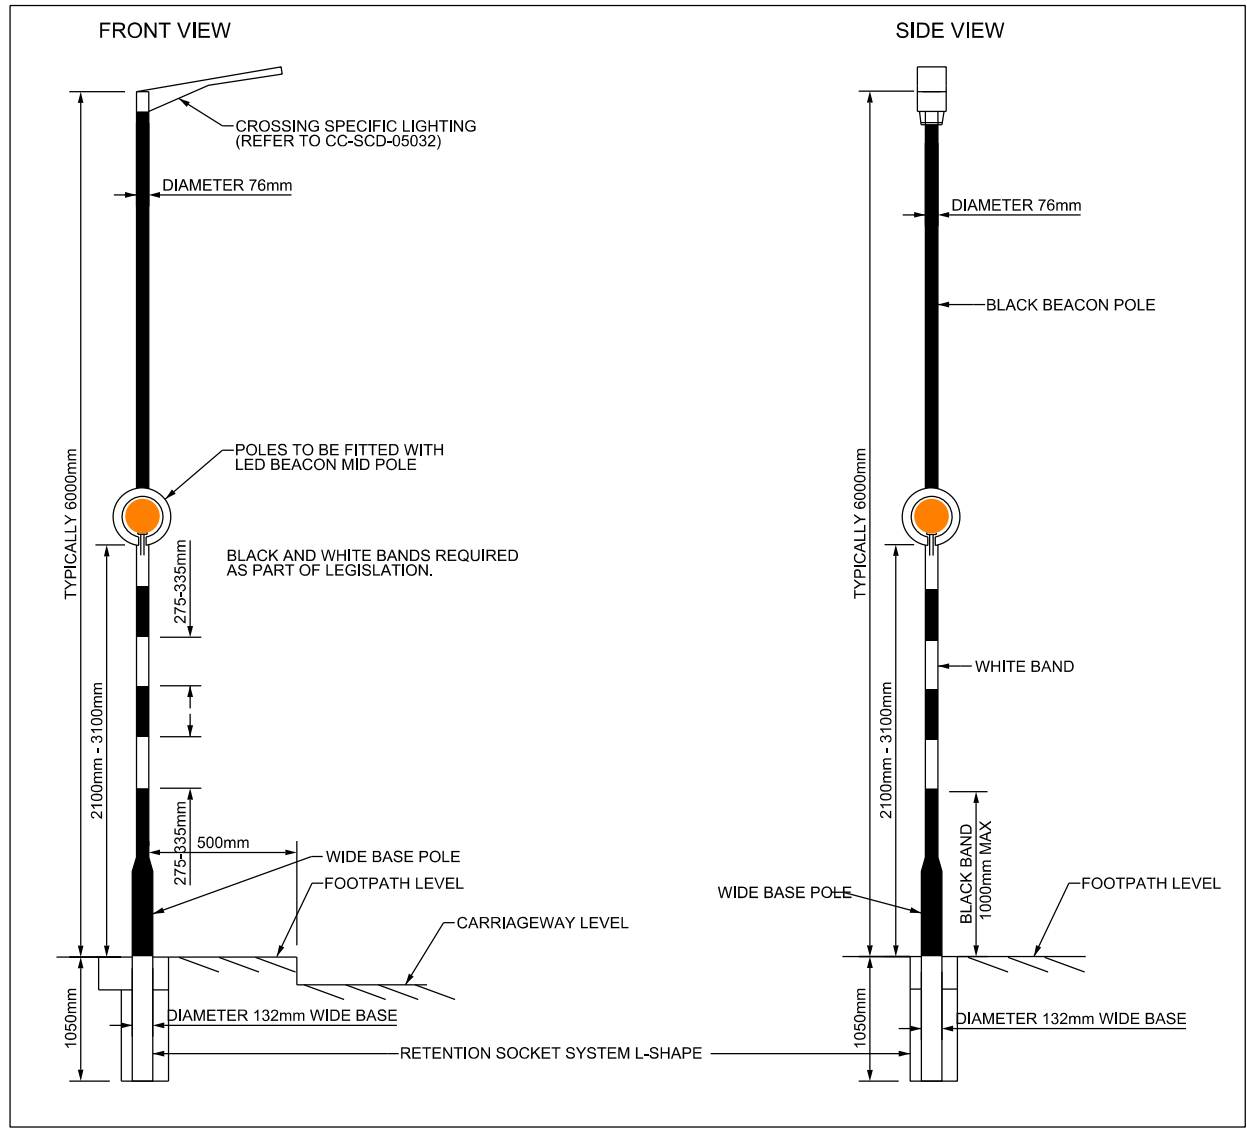 FRONT VIEW
CROSSING SPECIFIC LIGHTING
(REFER TO CC-SCD-05032)
DIAMETER 76mm
POLES TO BE FITTED WITH
LED BEACON MID POLE
TYPICALLY 6000mm
BLACK AND WHITE BANDS REQUIRED
AS PART OF LEGISLATION.
275-335mm
2100mm - 3100mm
275-335mm
500mm
WIDE BASE POLE
FOOTPATH LEVEL
CARRIAGEWAY LEVEL
1050mm
DIAMETER 132mm WIDE BASE
RETENTION SOCKET SYSTEM L-SHAPE
SIDE VIEW
DIAMETER 76mm
BLACK BEACON POLE
TYPICALLY 6000mm
WHITE BAND
2100mm - 3100mm
BLACK BAND
1000mm MAX
WIDE BASE POLE
FOOTPATH LEVEL
1050mm
DIAMETER 132mm WIDE BASE